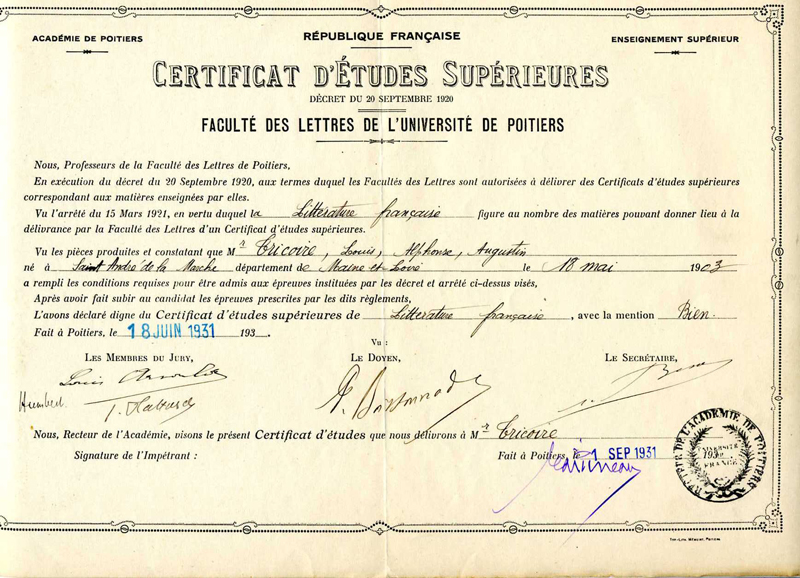 ACADÉMIE DE POITIERS
RÉPUBLIQUE FRANÇAISE
ENSEIGNEMENT SUPÉRIEUR
CERTIFICAT D'ÉTUDES SUPÉRIEURES
DÉCRET DU 20 SEPTEMBRE 1920
FACULTÉ DES LETTRES DE L'UNIVERSITÉ DE POITIERS
Nous, Professeurs de la Faculté des Lettres de Poitiers,
En exécution du décret du 20 Septembre 1920, aux termes duquel les Facultés des Lettres sont autorisées à délivrer des Certificats d'études supérieures
correspondant aux matières enseignées par elles.
Vu l'arrêté du 15 Mars 1921, en vertu duquel la Littérature française figure au nombre des matières pouvant donner lieu à la
délivrance par la Faculté des Lettres d'un Certificat d'études supérieures.
Vu les pièces produites et constatant que Mr Tricoire, Louis, Alphonse, Augustin
né à Saint André de la Marche département de Maine et Loire le 18 mai 1903
a rempli les conditions requises pour être admis aux épreuves instituées par les décret et arrêté ci-dessus visés,
Après avoir fait subir au candidat les épreuves prescrites par les dits règlements,
L'avons déclaré digne du Certificat d'études supérieures de Littérature française, avec la mention Bien.
Fait à Poitiers, le 18 JUIN 1931 193
Vu :
LES MEMBRES DU JURY,
LE DOYEN,
LE SECRÉTAIRE,
Louis Arnould
Humbert
P. Boissonnade
Nous, Recteur de l'Académie, visons le présent Certificat d'études que nous délivrons à Mr Tricoire
Signature de l'Impétrant :
Fait à Poitiers, le 1 SEP 1931
UNIVERSITÉ
FRANCE